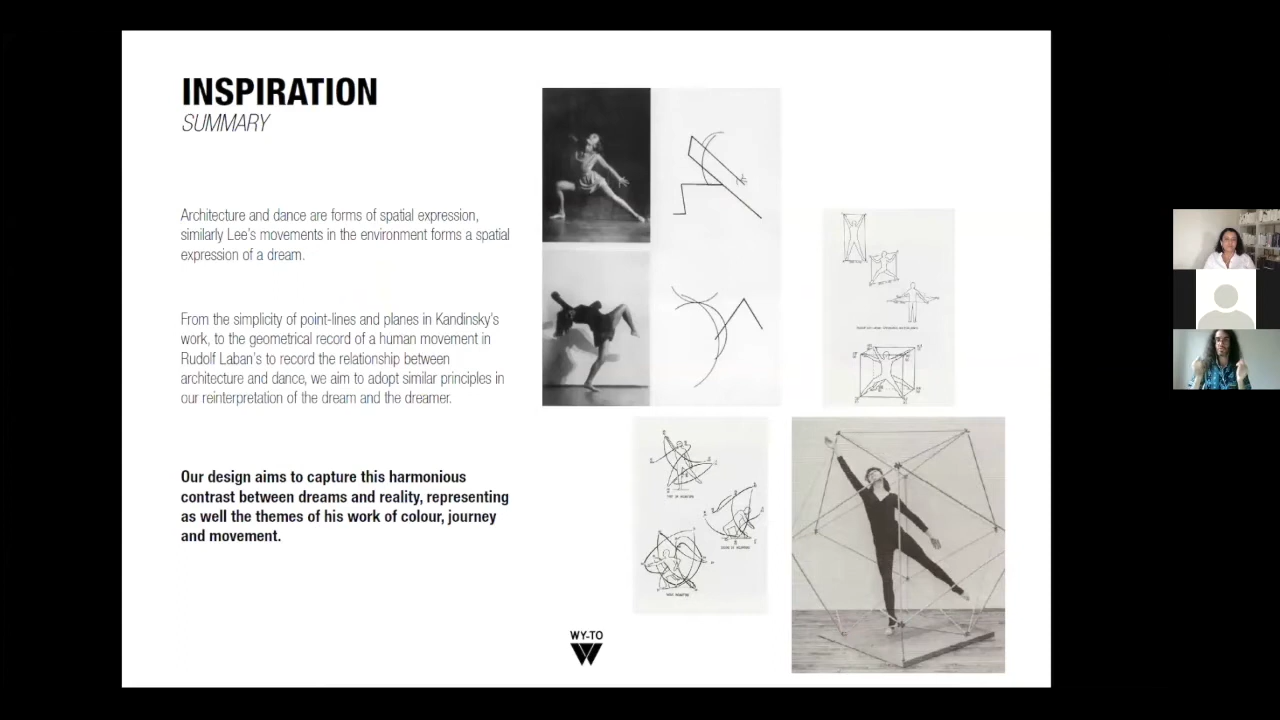 INSPIRATION
SUMMARY
Architecture and dance are forms of spatial expression,
similarly Lee's movements in the environment forms a spatial
expression of a dream.
From the simplicity of point-lines and planes in Kandinsky's
work, to the geometrical record of a human movement in
Rudolf Laban's to record the relationship between
architecture and dance, we aim to adopt similar principles in
our reinterpretation of the dream and the dreamer.
Our design aims to capture this harmonious
contrast between dreams and reality, representing
as well the themes of his work of colour, journey
and movement.
WY-TO